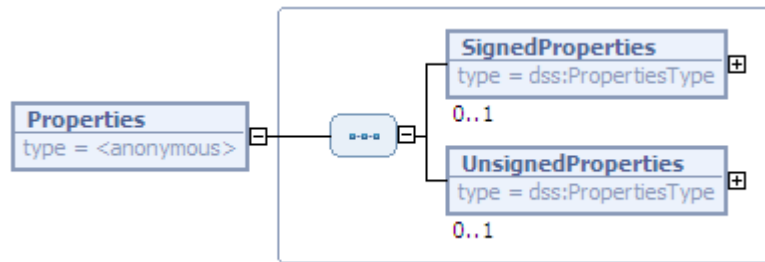 SignedProperties
type = dss:PropertiesType
0..1
Properties
type = <anonymous>
UnsignedProperties
type = dss:PropertiesType
0..1